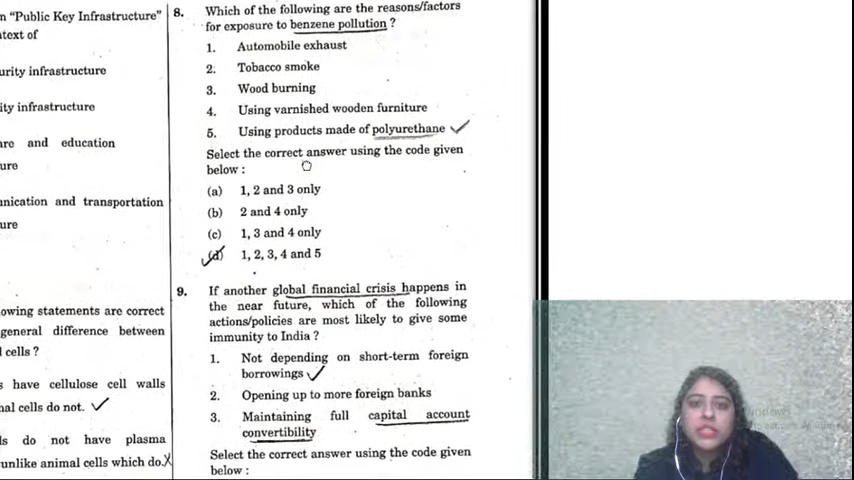 n "Public Key Infrastructure"
ntext of
urity infrastructure
ity infrastructure
are and education
ure
unication and transportation
ure
owing statements are correct
general difference between
l cells ?
s have cellulose cell walls
nal cells do not.
ls do not have plasma
unlike animal cells which do.
8. Which of the following are the reasons/factors
for exposure to benzene pollution ?
1. Automobile exhaust
2. Tobacco smoke
3. Wood burning
4. Using varnished wooden furniture
5. Using products made of polyurethane
Select the correct answer using the code given
below :
(a) 1, 2 and 3 only
(b) 2 and 4 only
(c) 1, 3 and 4 only
(d) 1, 2, 3, 4 and 5
9. If another global financial crisis happens in
the near future, which of the following
actions/policies are most likely to give some
immunity to India ?
1. Not depending on short-term foreign
borrowings
2. Opening up to more foreign banks
3. Maintaining full capital account
convertibility
Select the correct answer using the code given
below :